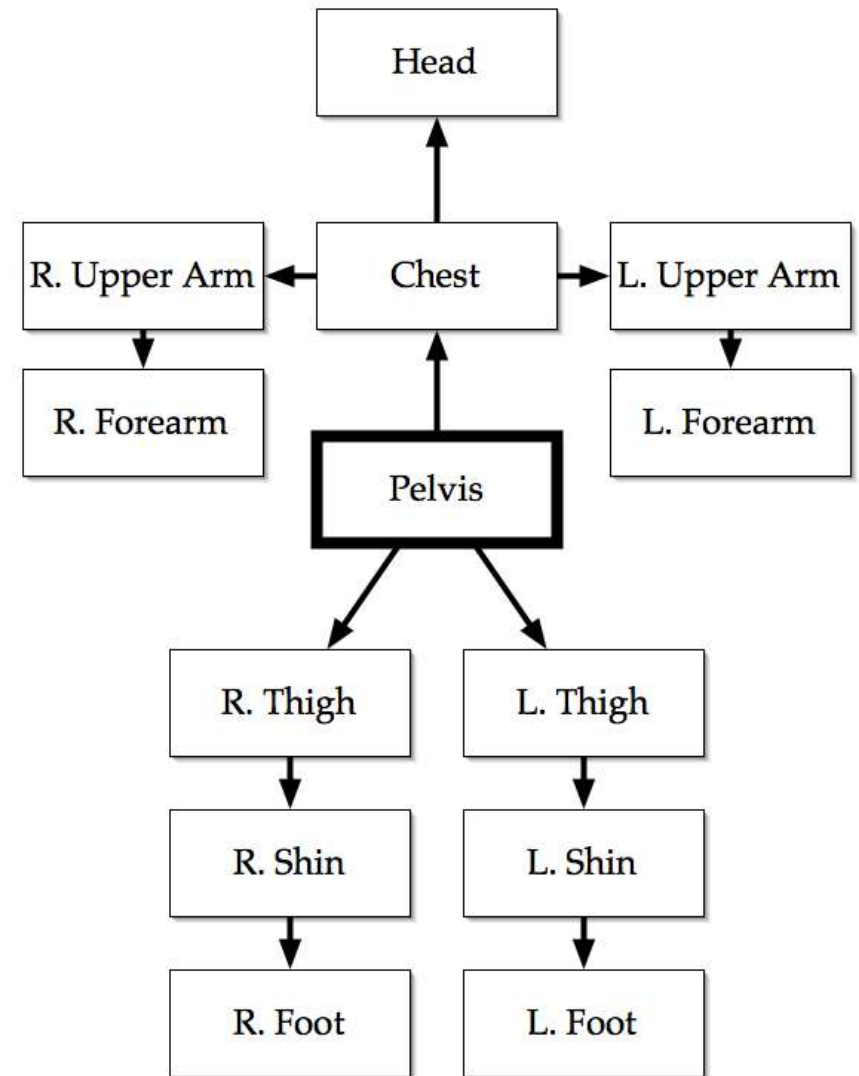 Head
R. Upper Arm
Chest
L. Upper Arm
R. Forearm
L. Forearm
Pelvis
R. Thigh
L. Thigh
R. Shin
L. Shin
R. Foot
L. Foot